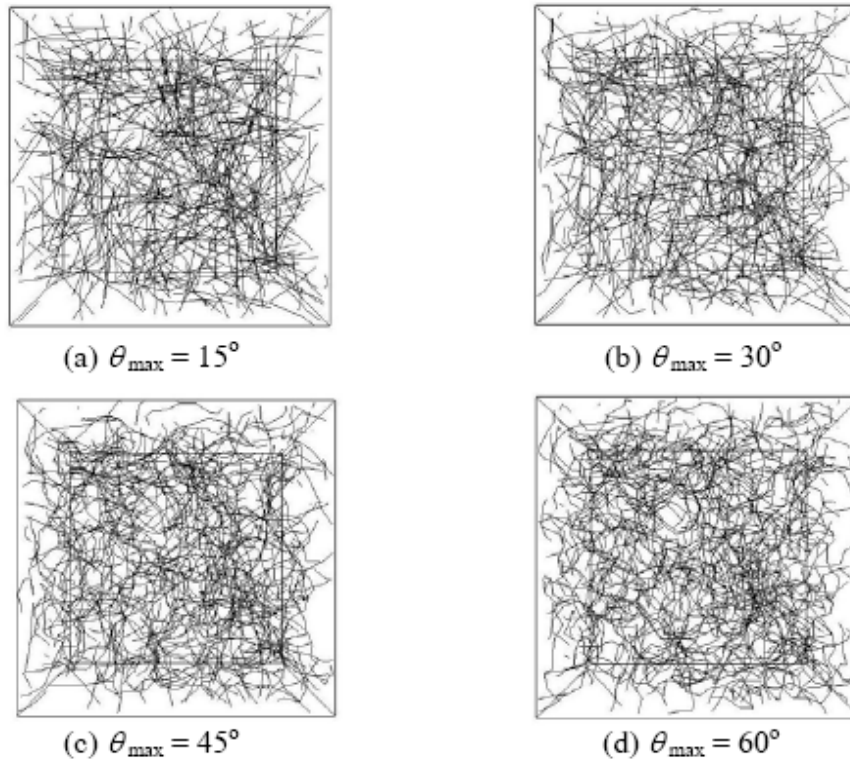 (a) θmax = 15°
(b) θmax = 30°
(c) θmax = 45°
(d) θmax = 60°